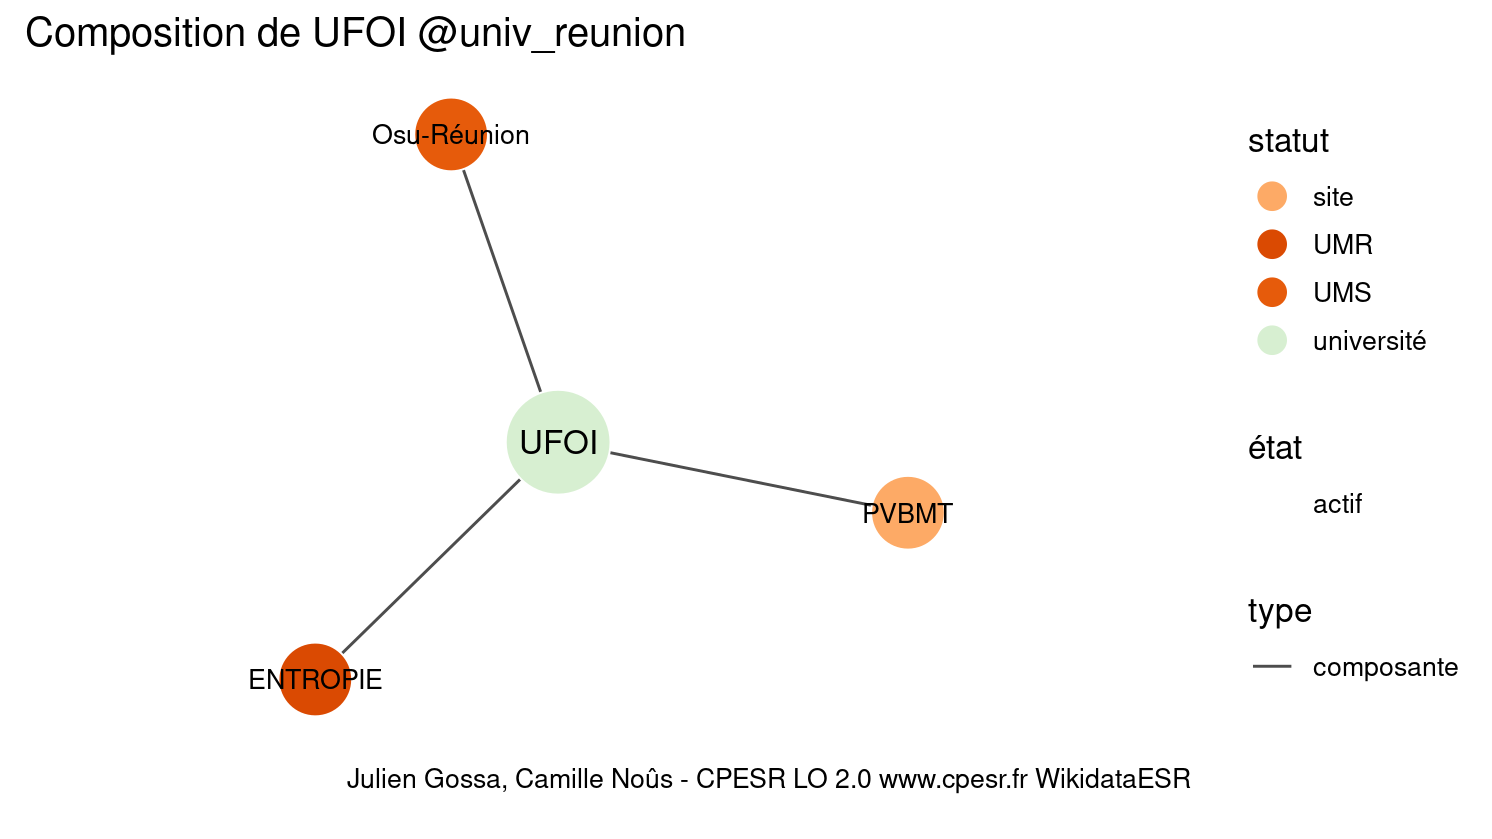 Composition de UFOI @univ_reunion
Osu-Réunion
UFOI
PVBMT
ENTROPIE
statut
site
UMR
UMS
université
état
actif
type
composante
Julien Gossa, Camille Noûs - CPESR LO 2.0 www.cpesr.fr WikidataESR